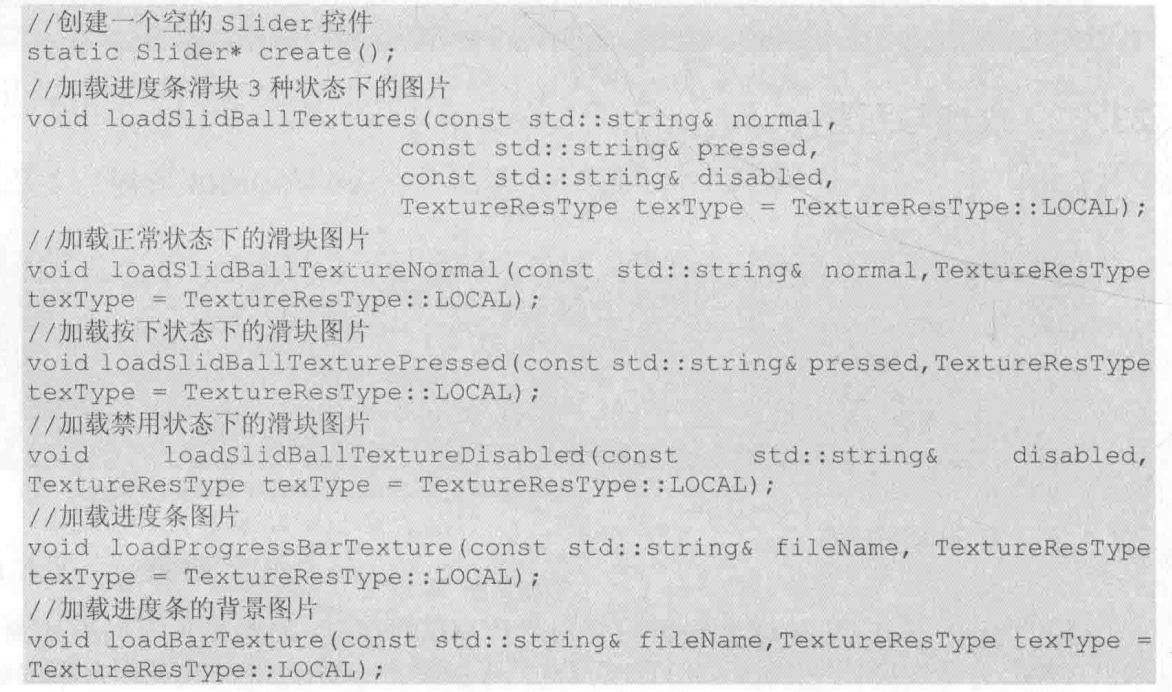 //创建一个空的 Slider 控件
static Slider* create();
//加载进度条滑块 3 种状态下的图片
void loadSlidBallTextures(const std::string& normal,
const std::string& pressed,
const std::string& disabled,
TextureResType texType = TextureResType::LOCAL);
//加载正常状态下的滑块图片
void loadSlidBallTextureNormal(const std::string& normal,TextureResType
texType = TextureResType::LOCAL);
//加载按下状态下的滑块图片
void loadSlidBallTexturePressed(const std::string& pressed,TextureResType
texType = TextureResType::LOCAL);
//加载禁用状态下的滑块图片
void loadSlidBallTextureDisabled(const std::string& disabled,
TextureResType texType = TextureResType::LOCAL);
//加载进度条图片
void loadProgressBarTexture(const std::string& fileName, TextureResType
texType = TextureResType::LOCAL);
//加载进度条的背景图片
void loadBarTexture(const std::string& fileName,TextureResType texType =
TextureResType::LOCAL);